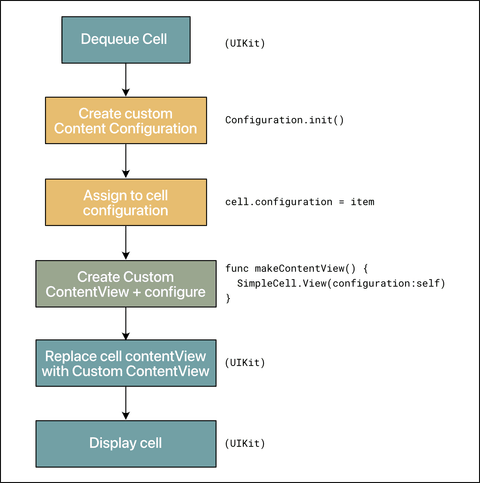 Dequeue Cell
(UIKit)
Create custom
Content Configuration
Configuration.init()
Assign to cell
configuration
cell.configuration = item
Create Custom
ContentView + configure
func makeContentView() {
  SimpleCell.View(configuration:self)
}
Replace cell contentView
with Custom ContentView
(UIKit)
Display cell
(UIKit)